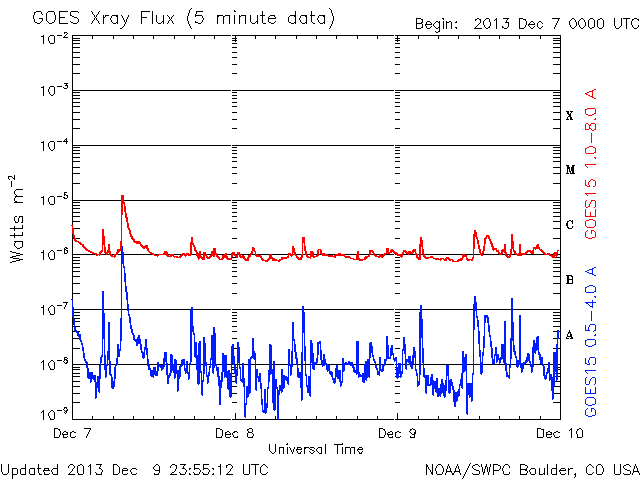 GOES Xray Flux (5 minute data)
Begin: 2013 Dec 7 0000 UTC
10⁻²
10⁻³
10⁻⁴
10⁻⁵
10⁻⁶
10⁻⁷
10⁻⁸
10⁻⁹
Watts m⁻²
X
M
C
B
A
GOES15 1.0-8.0 A
GOES15 0.5-4.0 A
Dec 7
Dec 8
Dec 9
Dec 10
Universal Time
Updated 2013 Dec 9 23:55:12 UTC
NOAA/SWPC Boulder, CO USA